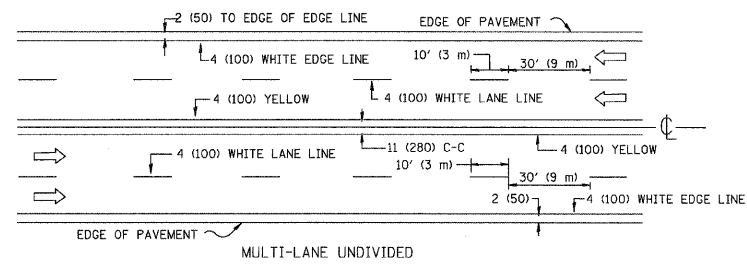 2 (50) TO EDGE OF EDGE LINE
EDGE OF PAVEMENT
4 (100) WHITE EDGE LINE
10' (3 m)
30' (9 m)
4 (100) YELLOW
4 (100) WHITE LANE LINE
℄
4 (100) WHITE LANE LINE
11 (280) C-C
4 (100) YELLOW
10' (3 m)
30' (9 m)
2 (50)
4 (100) WHITE EDGE LINE
EDGE OF PAVEMENT
MULTI-LANE UNDIVIDED